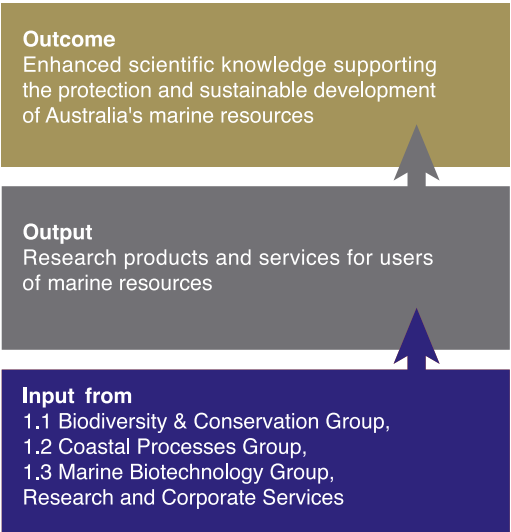 Outcome
Enhanced scientific knowledge supporting
the protection and sustainable development
of Australia's marine resources
Output
Research products and services for users
of marine resources
Input from
1.1 Biodiversity & Conservation Group,
1.2 Coastal Processes Group,
1.3 Marine Biotechnology Group,
Research and Corporate Services